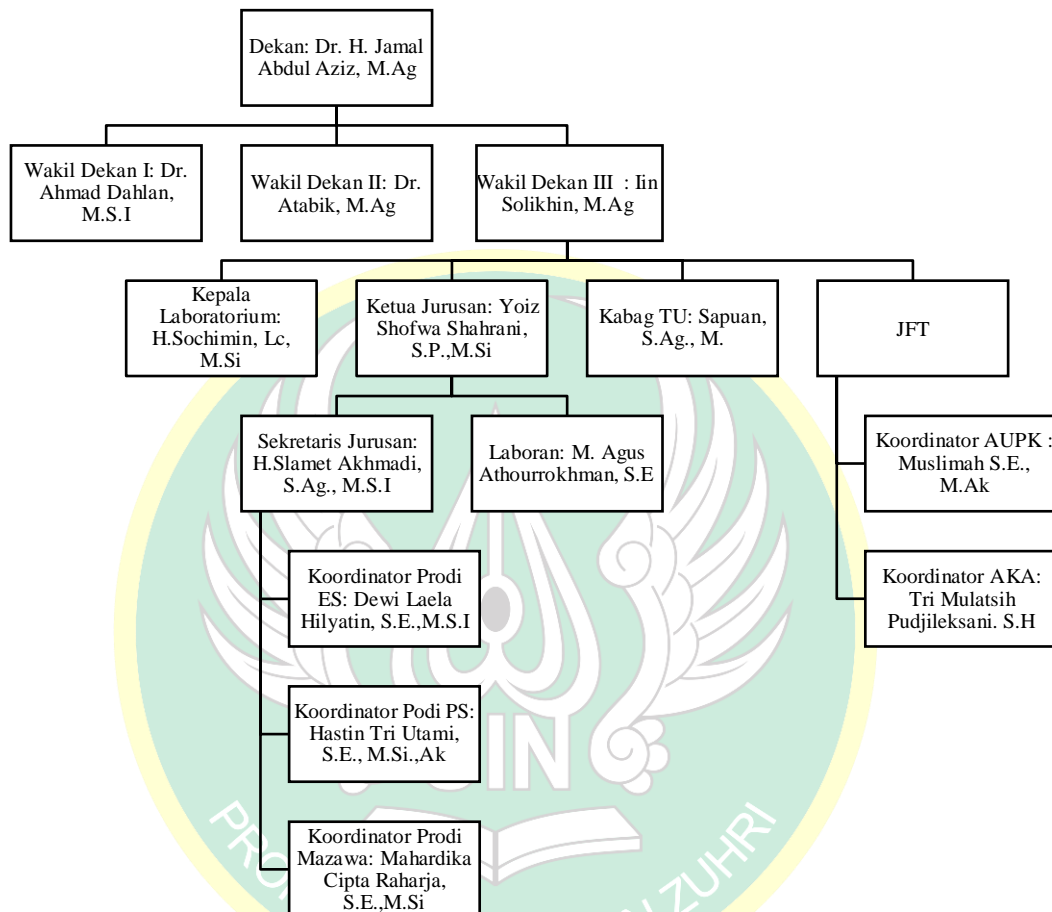 Dekan: Dr. H. Jamal
Abdul Aziz, M.Ag
Wakil Dekan I: Dr.
Ahmad Dahlan,
M.S.I
Wakil Dekan II: Dr.
Atabik, M.Ag
Wakil Dekan III : Iin
Solikhin, M.Ag
Kepala
Laboratorium:
H.Sochimin, Lc,
M.Si
Ketua Jurusan: Yoiz
Shofwa Shahrani,
S.P.,M.Si
Kabag TU: Sapuan,
S.Ag., M.
JFT
Sekretaris Jurusan:
H.Slamet Akhmadi,
S.Ag., M.S.I
Laboran: M. Agus
Athourrokhman, S.E
Koordinator AUPK :
Muslimah S.E.,
M.Ak
Koordinator Prodi
ES: Dewi Laela
Hilyatin, S.E.,M.S.I
Koordinator AKA:
Tri Mulatsih
Pudjileksani. S.H
Koordinator Podi PS:
Hastin Tri Utami,
S.E., M.Si.,Ak
Koordinator Prodi
Mazawa: Mahardika
Cipta Raharja,
S.E.,M.Si
ZUHRI